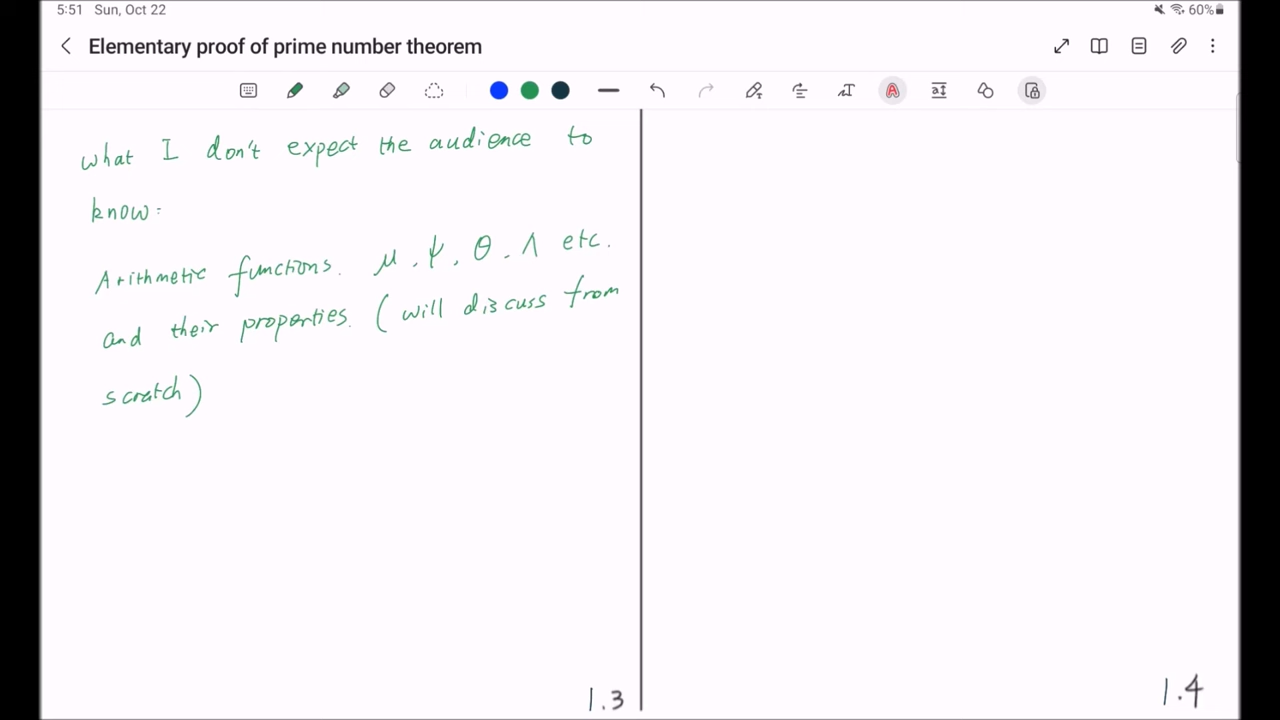 5:51 Sun, Oct 22
60%
Elementary proof of prime number theorem
what I don't expect the audience to
know:
Arithmetic functions. μ, ψ, θ, Λ etc.
and their properties. (will discuss from
scratch)
1.3
1.4